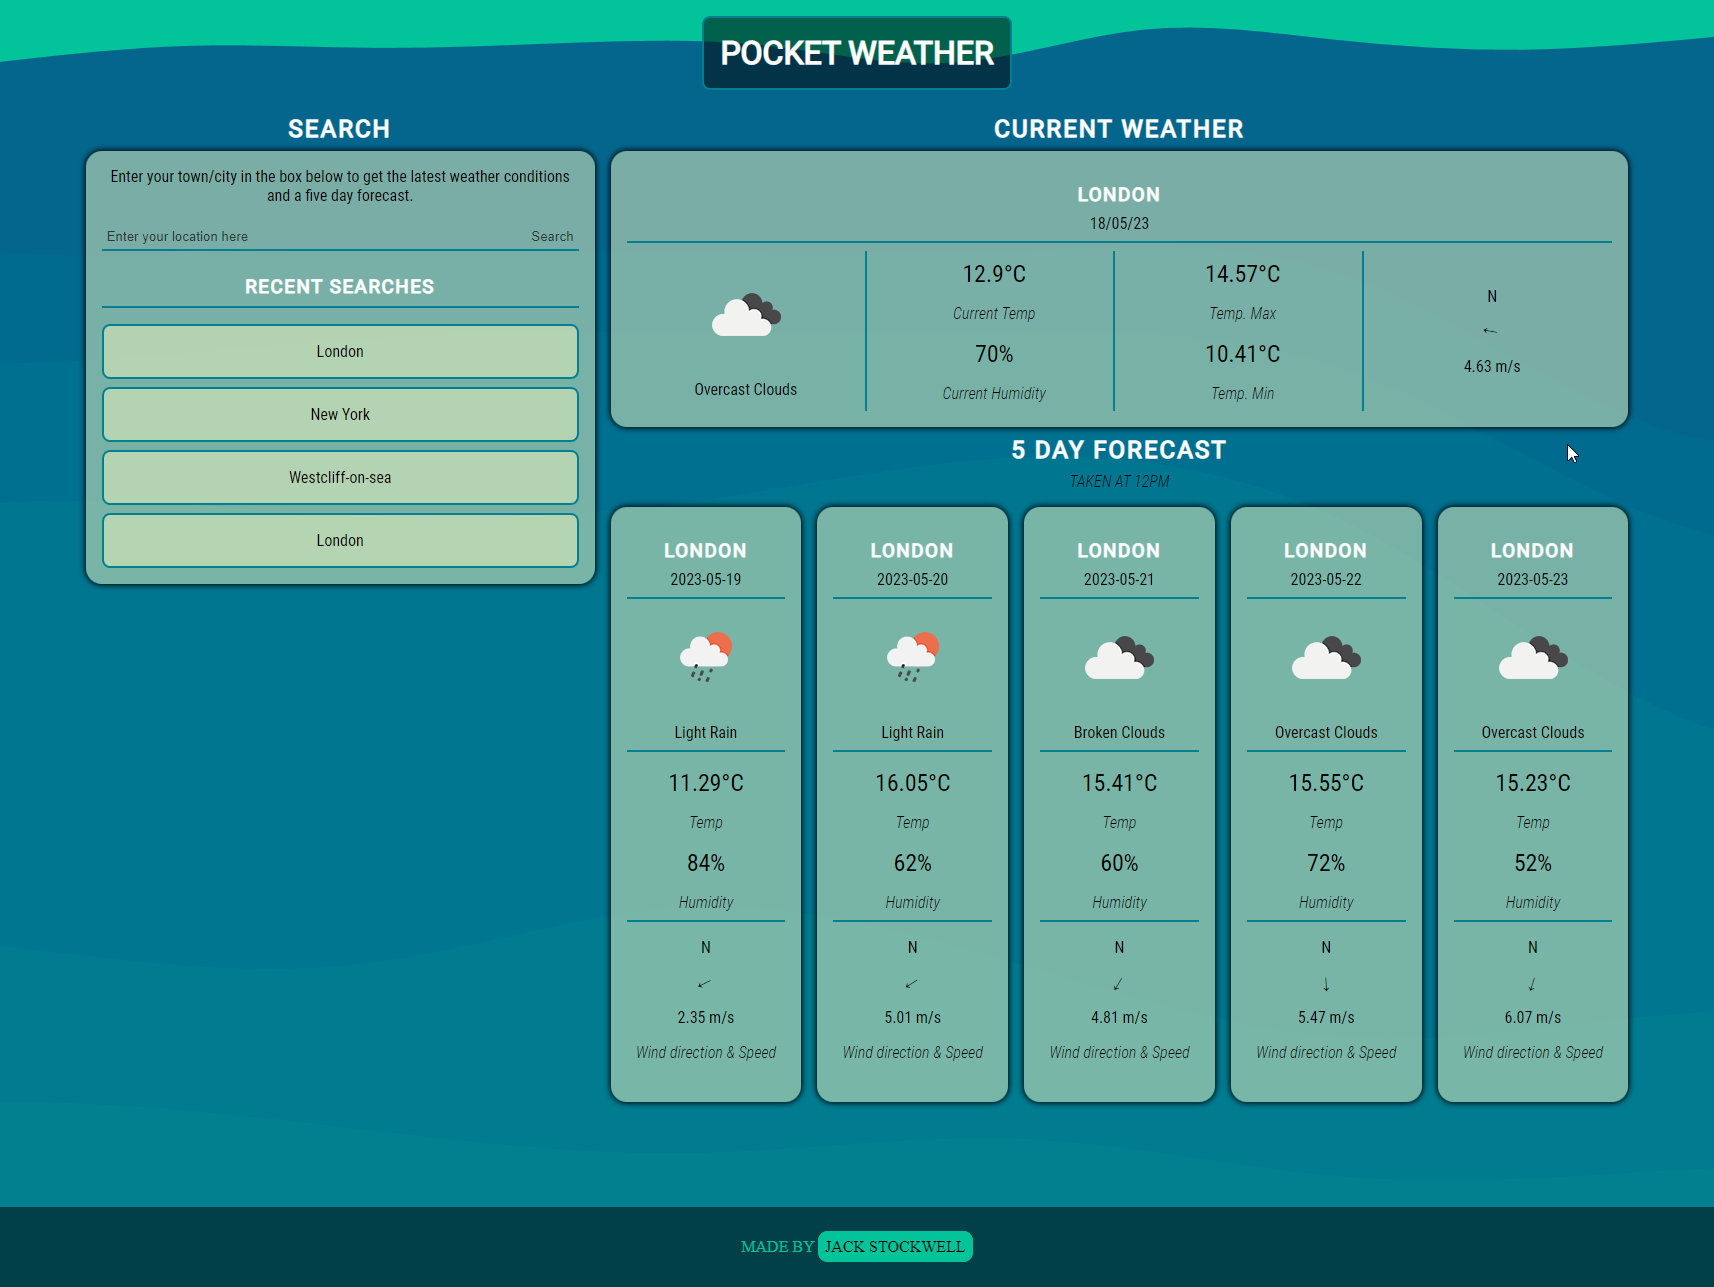 POCKET WEATHER
SEARCH
Enter your town/city in the box below to get the latest weather conditions
and a five day forecast.
Enter your location here
Search
RECENT SEARCHES
London
New York
Westcliff-on-sea
London
CURRENT WEATHER
LONDON
18/05/23
Overcast Clouds
12.9°C
Current Temp
70%
Current Humidity
14.57°C
Temp. Max
10.41°C
Temp. Min
N
4.63 m/s
5 DAY FORECAST
TAKEN AT 12PM
LONDON
2023-05-19
Light Rain
11.29°C
Temp
84%
Humidity
N
2.35 m/s
Wind direction & Speed
LONDON
2023-05-20
Light Rain
16.05°C
Temp
62%
Humidity
N
5.01 m/s
Wind direction & Speed
LONDON
2023-05-21
Broken Clouds
15.41°C
Temp
60%
Humidity
N
4.81 m/s
Wind direction & Speed
LONDON
2023-05-22
Overcast Clouds
15.55°C
Temp
72%
Humidity
N
5.47 m/s
Wind direction & Speed
LONDON
2023-05-23
Overcast Clouds
15.23°C
Temp
52%
Humidity
N
6.07 m/s
Wind direction & Speed
MADE BY JACK STOCKWELL